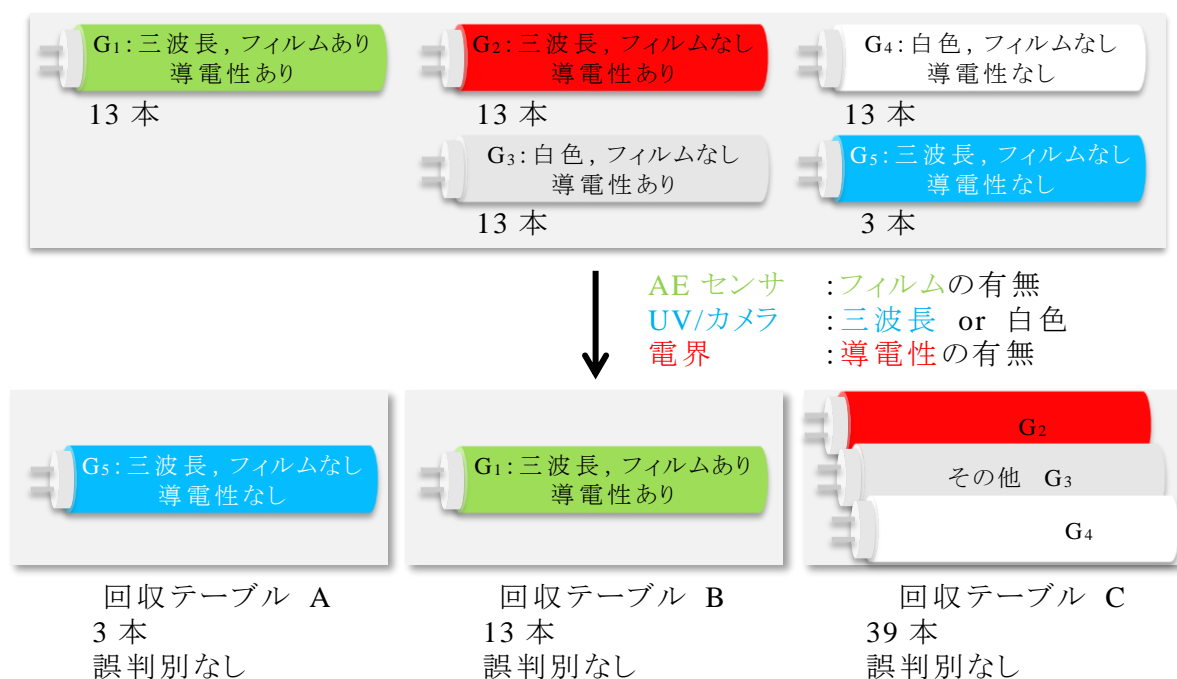 G1:三波長,フィルムあり
導電性あり
13 本
G2:三波長,フィルムなし
導電性あり
13 本
G4:白色,フィルムなし
導電性なし
13 本
G3:白色,フィルムなし
導電性あり
13 本
G5:三波長,フィルムなし
導電性なし
3 本
AE センサ :フィルムの有無
UV/カメラ :三波長 or 白色
電界 :導電性の有無
G5:三波長,フィルムなし
導電性なし
回収テーブル A
3 本
誤判別なし
G1:三波長,フィルムあり
導電性あり
回収テーブル B
13 本
誤判別なし
G2
その他 G3
G4
回収テーブル C
39 本
誤判別なし